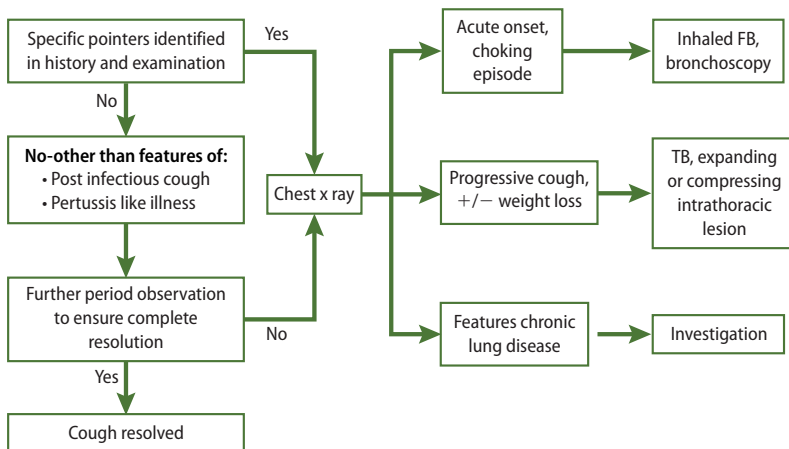 Specific pointers identified
in history and examination
Yes
No
No-other than features of:
• Post infectious cough
• Pertussis like illness
Further period observation
to ensure complete
resolution
No
Yes
Cough resolved
Chest x ray
Acute onset,
choking
episode
Inhaled FB,
bronchoscopy
Progressive cough,
+/− weight loss
TB, expanding
or compressing
intrathoracic
lesion
Features chronic
lung disease
Investigation